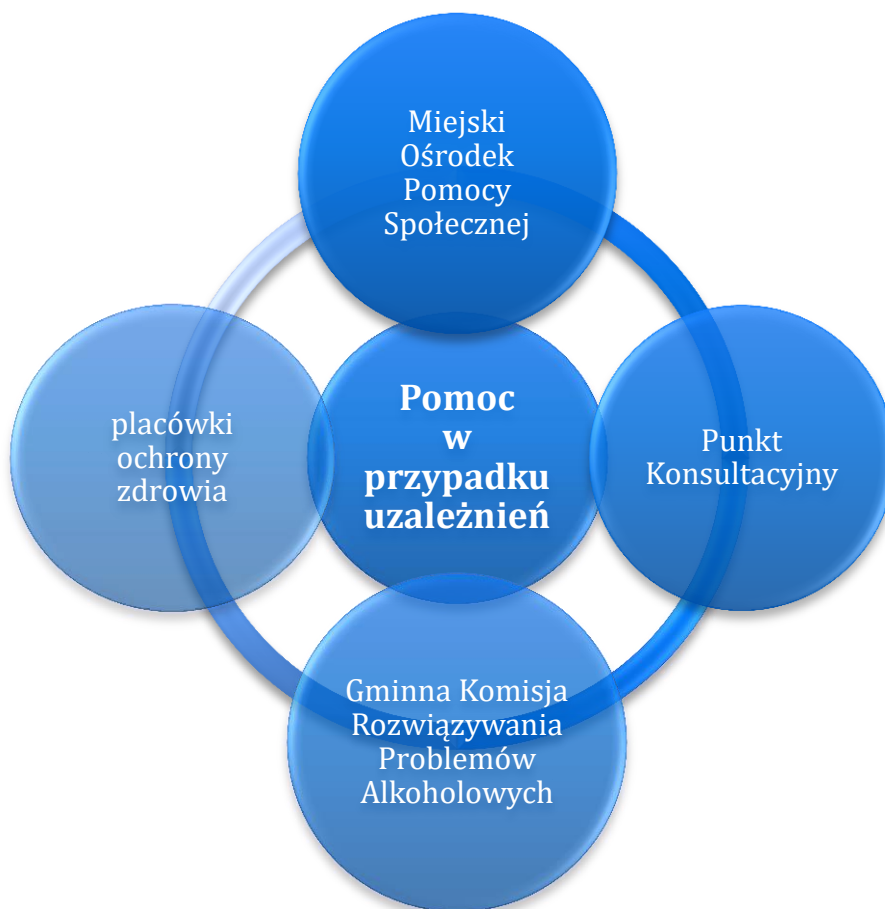 Miejski
Ośrodek
Pomocy
Społecznej
placówki
ochrony
zdrowia
Pomoc
w
przypadku
uzależnień
Punkt
Konsultacyjny
Gminna Komisja
Rozwiązywania
Problemów
Alkoholowych